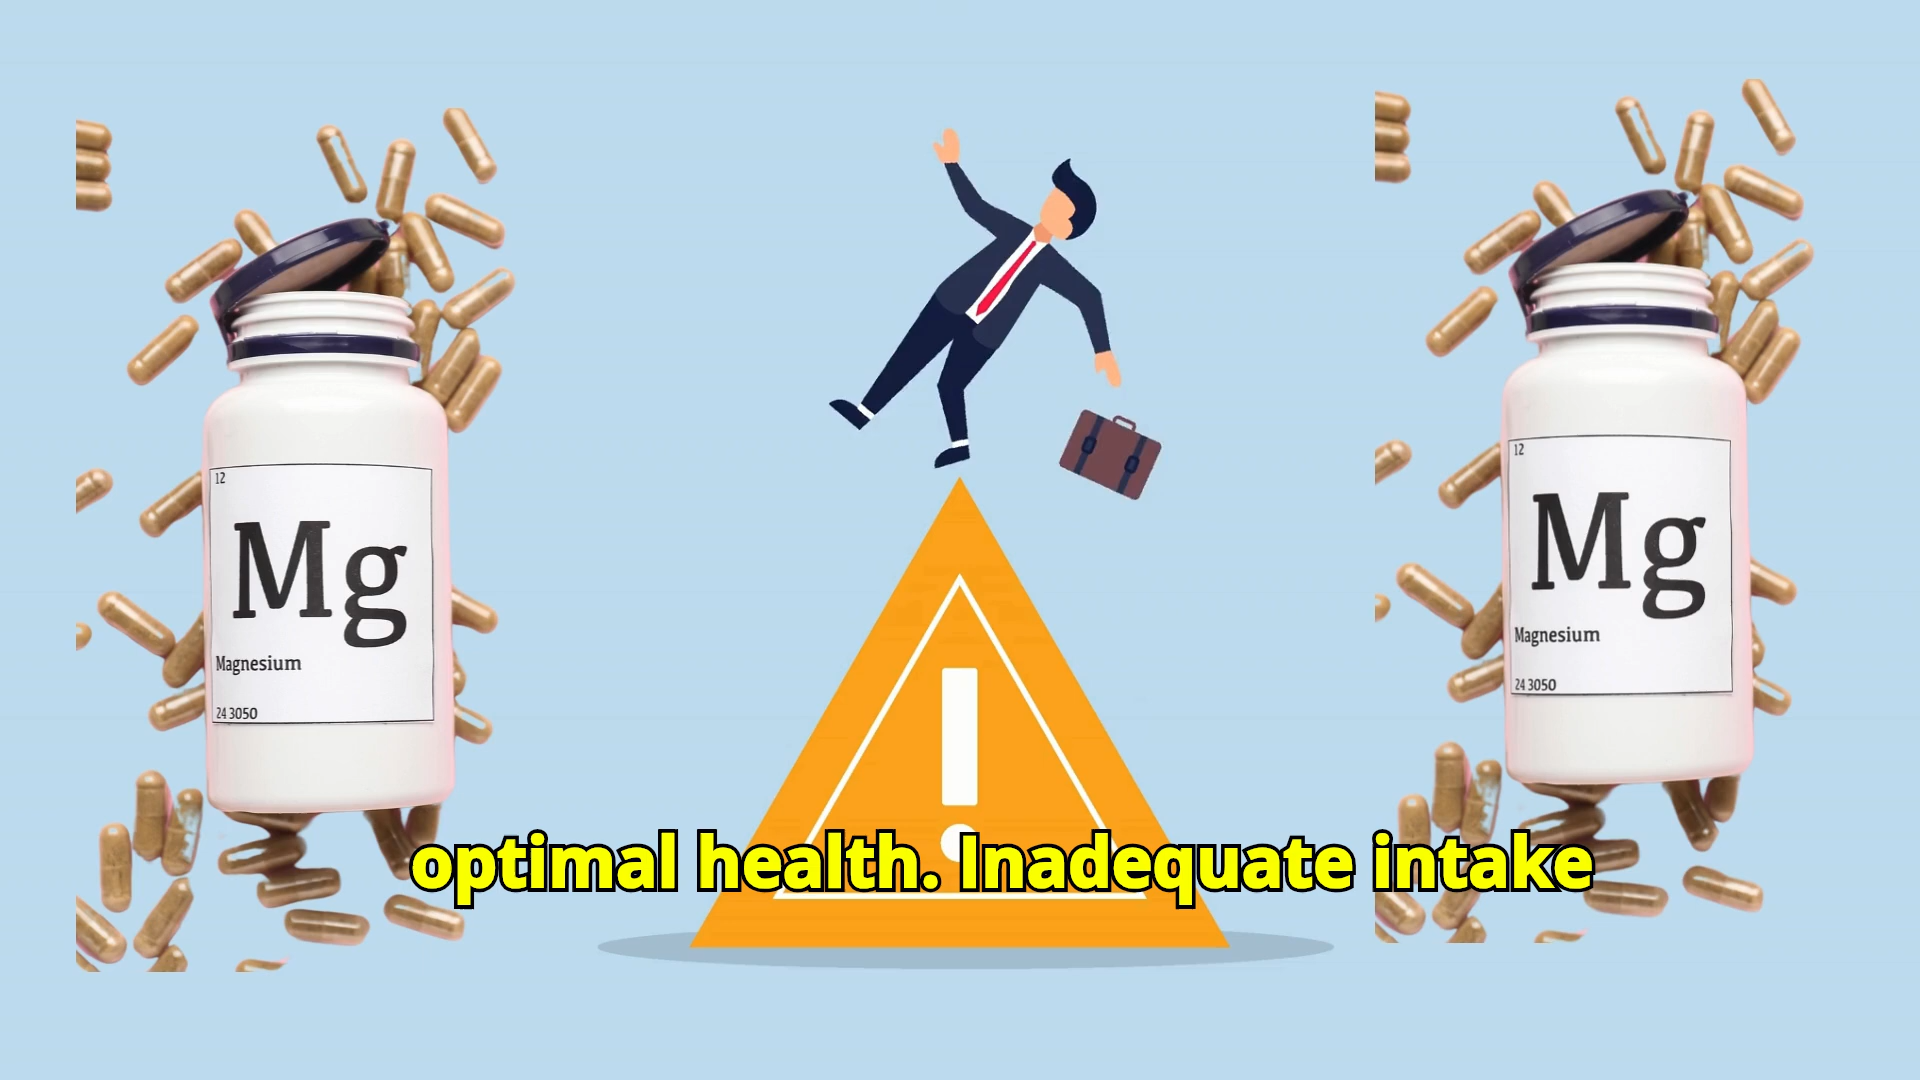 12
Mg
Magnesium
24 3050
12
Mg
Magnesium
24 3050
optimal health. Inadequate intake